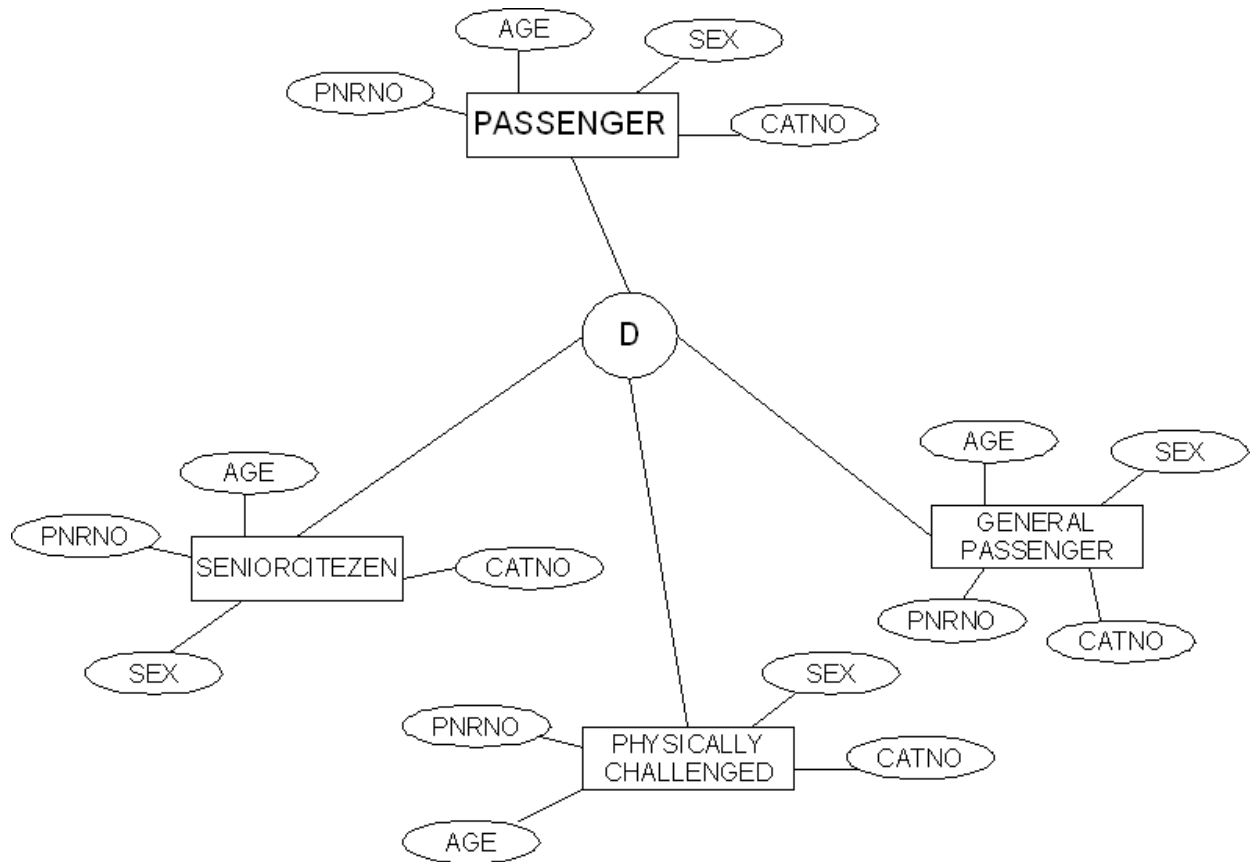 AGE
SEX
PNRNO
PASSENGER
CATNO
D
AGE
PNRNO
SENIORCITEZEN
CATNO
SEX
AGE
SEX
GENERAL
PASSENGER
PNRNO
CATNO
SEX
PNRNO
PHYSICALLY
CHALLENGED
CATNO
AGE